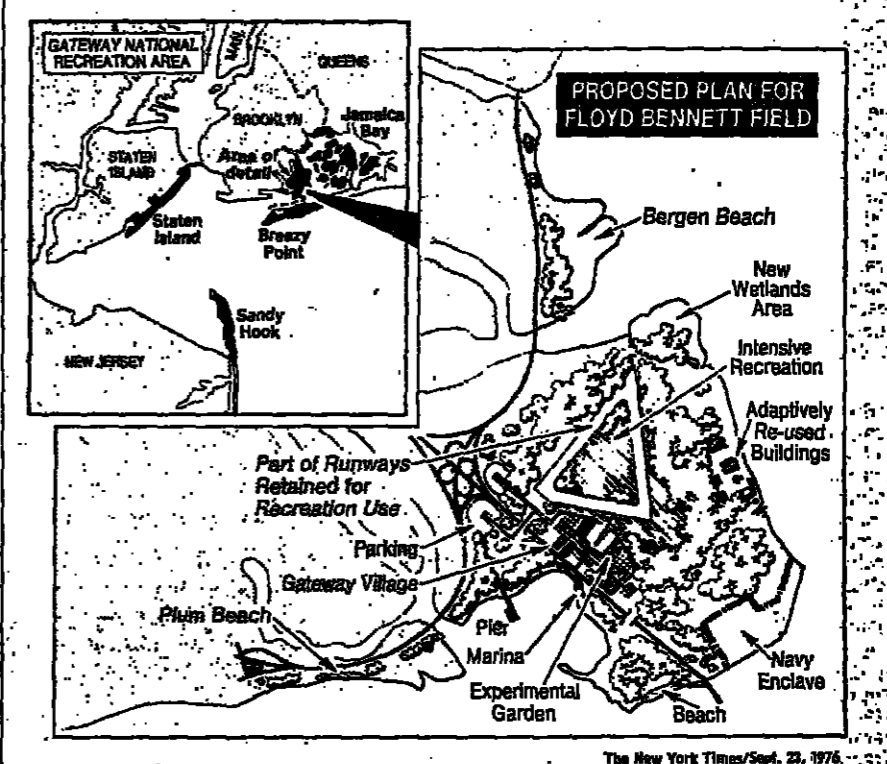 GATEWAY NATIONAL
RECREATION AREA
MAN.
QUEENS
BROOKLYN
Jamaica
Bay
STATEN
ISLAND
Area of
detail
Staten
Island
Breezy
Point
Sandy
Hook
NEW JERSEY
PROPOSED PLAN FOR
FLOYD BENNETT FIELD
Bergen Beach
New
Wetlands
Area
Intensive
Recreation
Adaptively
Re-used
Buildings
Part of Runways
Retained for
Recreation Use
Parking
Gateway Village
Plum Beach
Pier
Marina
Experimental
Garden
Beach
Navy
Enclave
The New York Times/Sept. 23, 1976